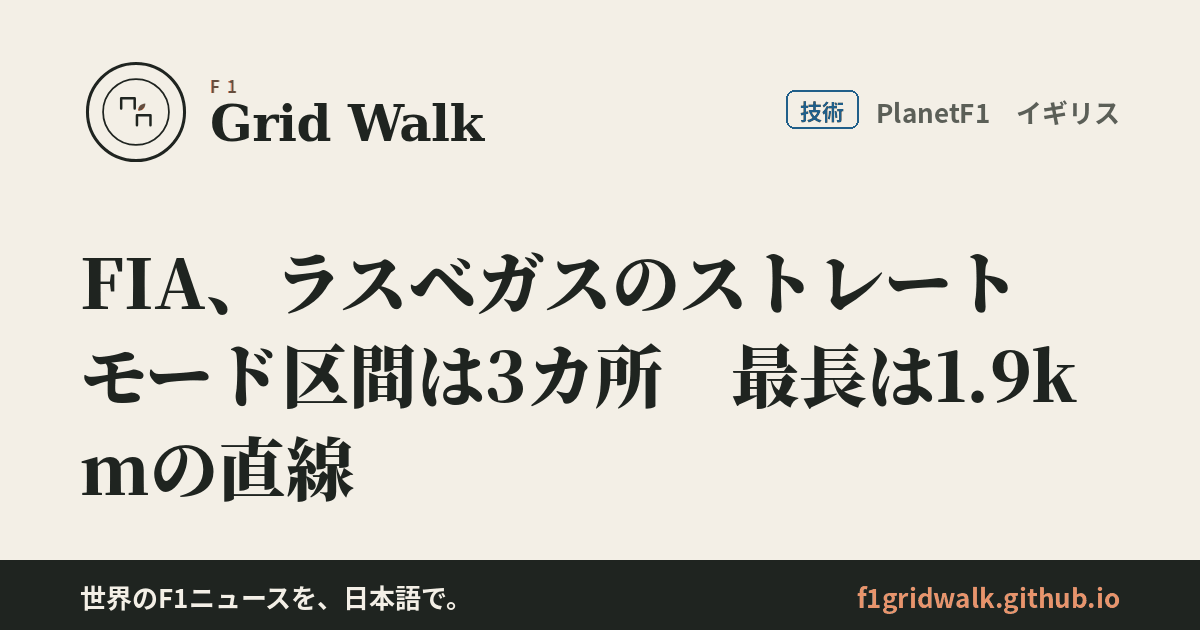 F1
Grid Walk
技術 PlanetF1 イギリス
FIA、ラスベガスのストレート
モード区間は3カ所　最長は1.9k
mの直線
世界のF1ニュースを、日本語で。
f1gridwalk.github.io